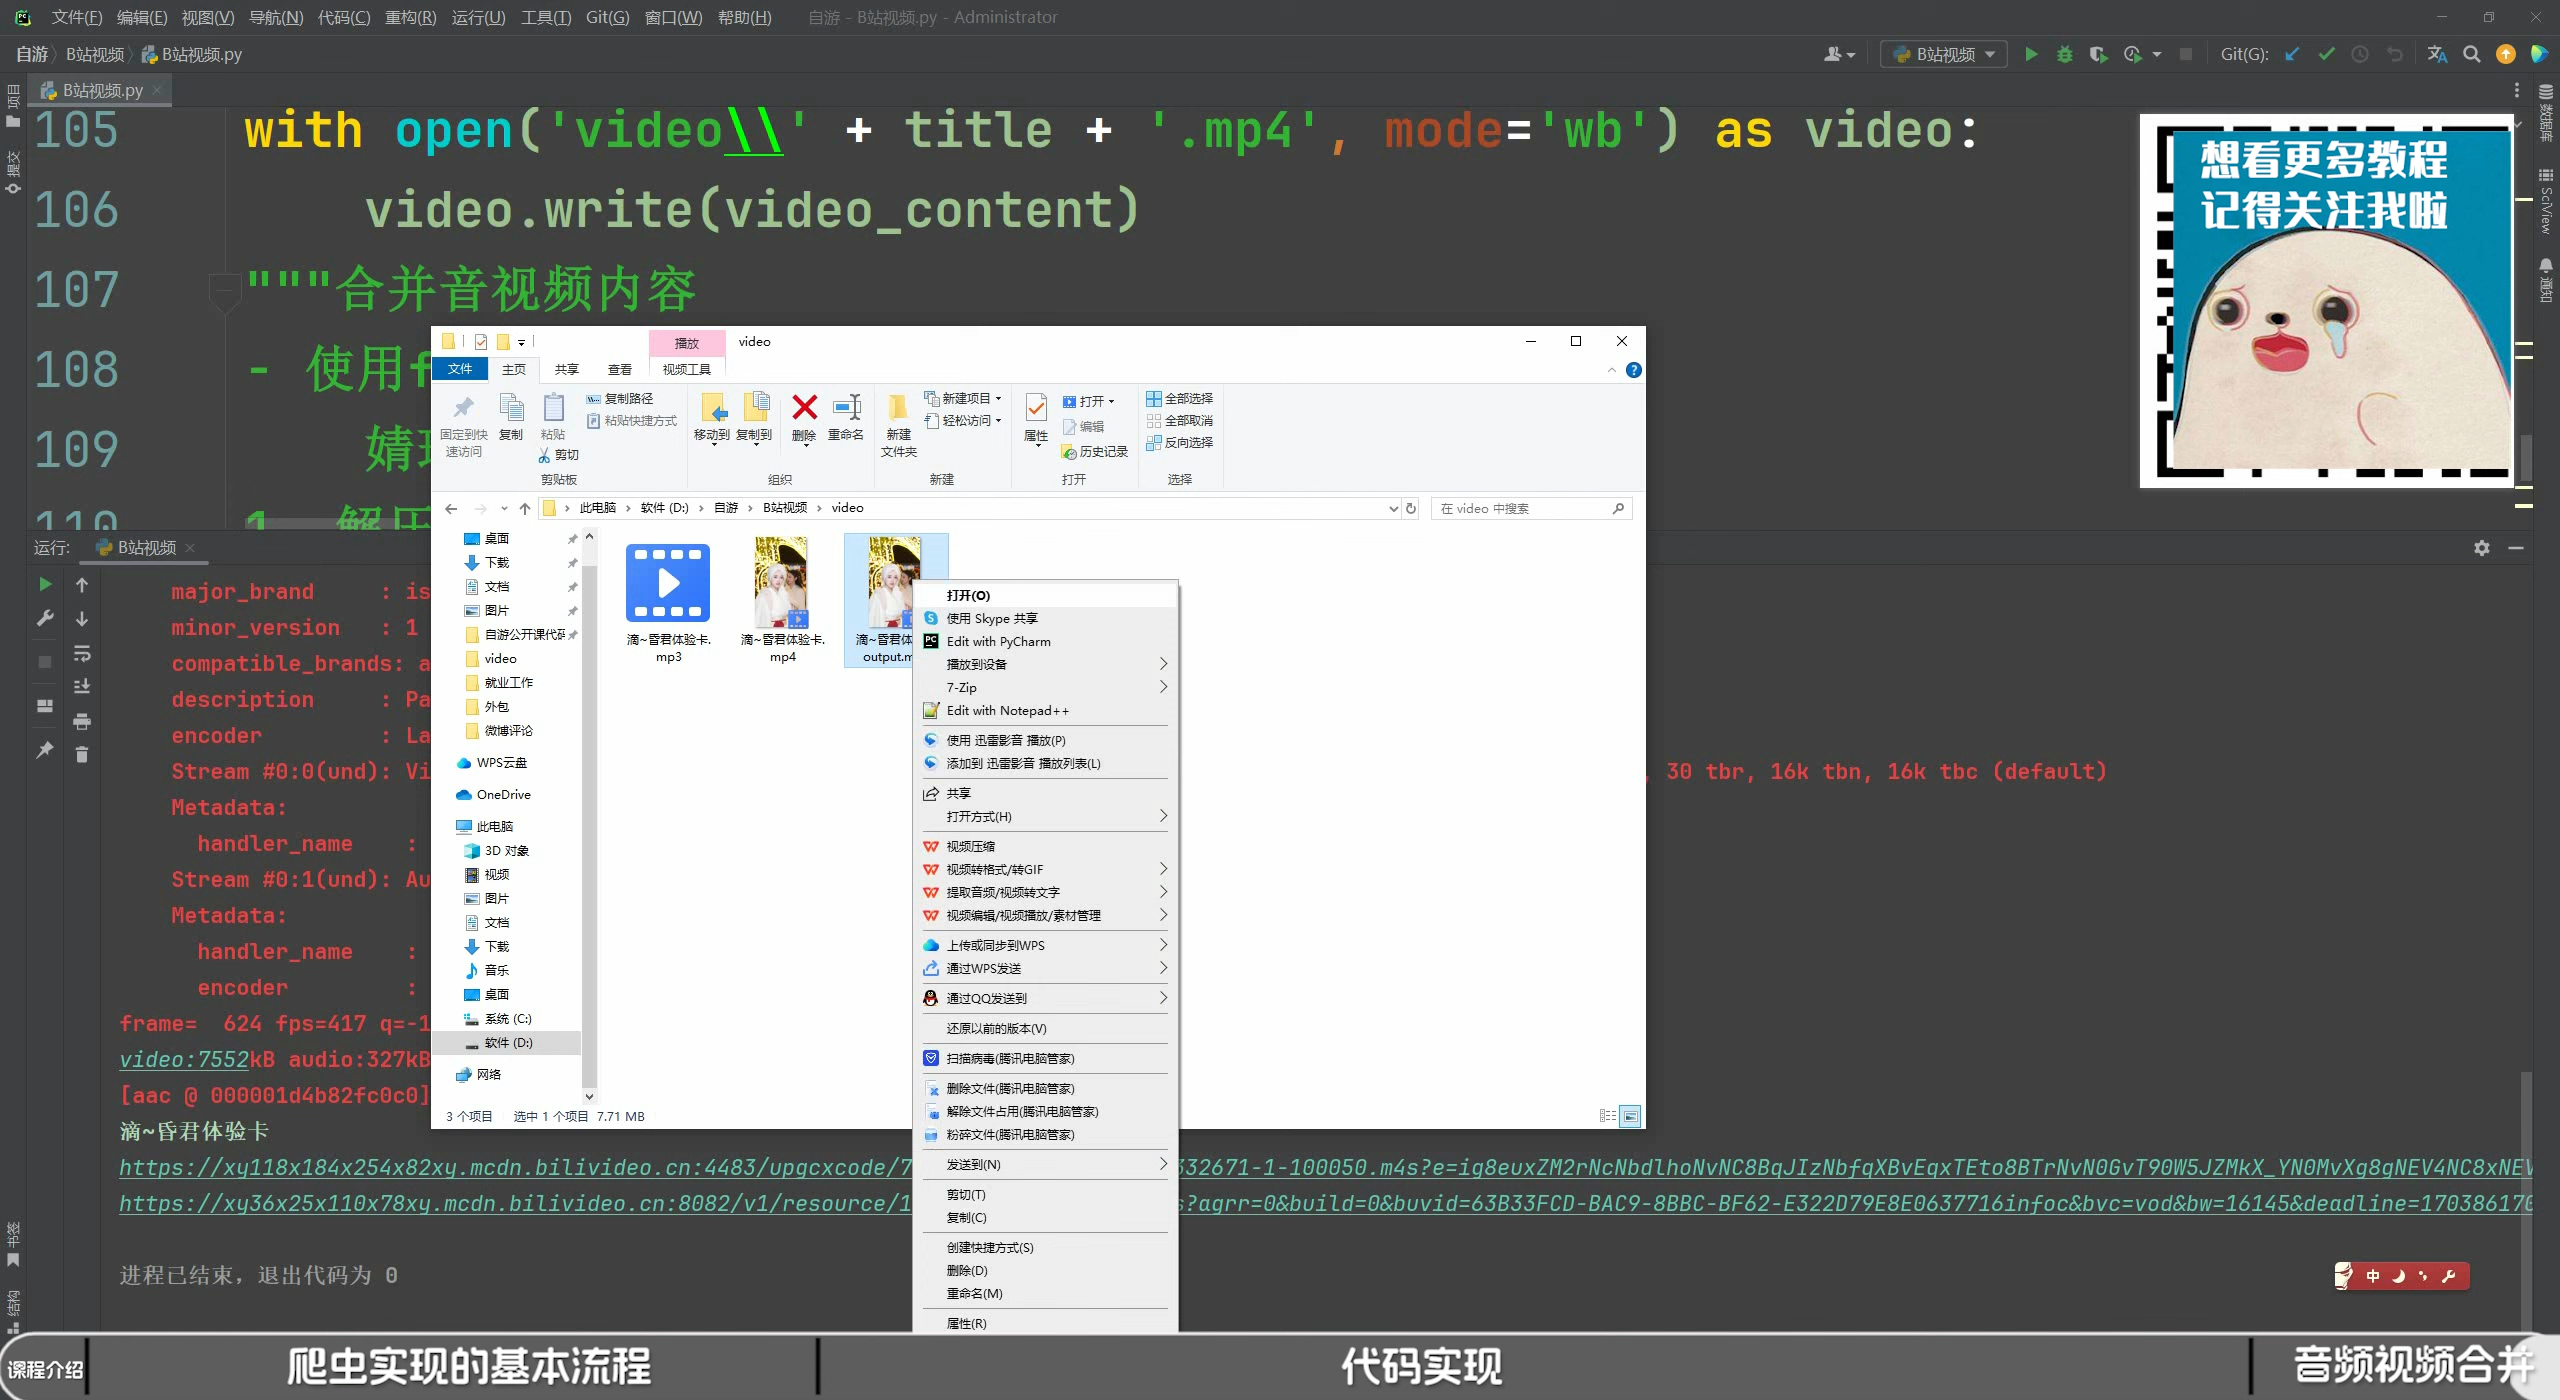 文件(F) 编辑(E) 视图(V) 导航(N) 代码(C) 重构(R) 运行(U) 工具(T) Git(G) 窗口(W) 帮助(H) 自游 - B站视频.py - Administrator
自游 B站视频 B站视频.py B站视频 Git(G):
B站视频.py
项目
提交
105 with open('video\\' + title + '.mp4', mode='wb') as video:
106 video.write(video_content)
107 """合并音视频内容
108 - 使用f
109 婧
110 1
想看更多教程
记得关注我啦
数据库
SciView
通知
播放 video
文件 主页 共享 查看 视频工具
固定到快速访问
复制
粘贴
复制路径
粘贴快捷方式
剪切
剪贴板
移动到
复制到
删除
重命名
组织
新建文件夹
新建项目
轻松访问
新建
属性
打开
编辑
历史记录
打开
全部选择
全部取消
反向选择
选择
此电脑 软件 (D:) 自游 B站视频 video
在 video 中搜索
桌面
下载
文档
图片
自游公开课代码
video
就业工作
外包
微博评论
WPS云盘
OneDrive
此电脑
3D 对象
视频
图片
文档
下载
音乐
桌面
系统 (C:)
软件 (D:)
网络
滴~昏君体验卡.mp3
滴~昏君体验卡.mp4
滴~昏君体
output.m
3 个项目 选中 1 个项目 7.71 MB
打开(O)
使用 Skype 共享
Edit with PyCharm
播放到设备
7-Zip
Edit with Notepad++
使用 迅雷影音 播放(P)
添加到 迅雷影音 播放列表(L)
共享
打开方式(H)
视频压缩
视频转格式/转GIF
提取音频/视频转文字
视频编辑/视频播放/素材管理
上传或同步到WPS
通过WPS发送
通过QQ发送到
还原以前的版本(V)
扫描病毒(腾讯电脑管家)
删除文件(腾讯电脑管家)
解除文件占用(腾讯电脑管家)
粉碎文件(腾讯电脑管家)
发送到(N)
剪切(T)
复制(C)
创建快捷方式(S)
删除(D)
重命名(M)
属性(R)
运行: B站视频
major_brand : is
minor_version : 1
compatible_brands: a
description : Pa
encoder : La
Stream #0:0(und): Vi , 30 tbr, 16k tbn, 16k tbc (default)
Metadata:
handler_name :
Stream #0:1(und): Au
Metadata:
handler_name :
encoder :
frame= 624 fps=417 q=-1
video:7552kB audio:327kB
[aac @ 000001d4b82fc0c0]
滴~昏君体验卡
https://xy118x184x254x82xy.mcdn.bilivideo.cn:4483/upgcxcode/7 332671-1-100050.m4s?e=ig8euxZM2rNcNbdlhoNvNC8BqJIzNbfqXBvEqxTEto8BTrNvN0GvT90W5JZMkX_YN0MvXg8gNEV4NC8xNEV
https://xy36x25x110x78xy.mcdn.bilivideo.cn:8082/v1/resource/1 s?agrr=0&build=0&buvid=63B33FCD-BAC9-8BBC-BF62-E322D79E8E0637716infoc&bvc=vod&bw=16145&deadline=170386170
进程已结束，退出代码为 0
书签
结构
中
课程介绍 爬虫实现的基本流程 代码实现 音频视频合并